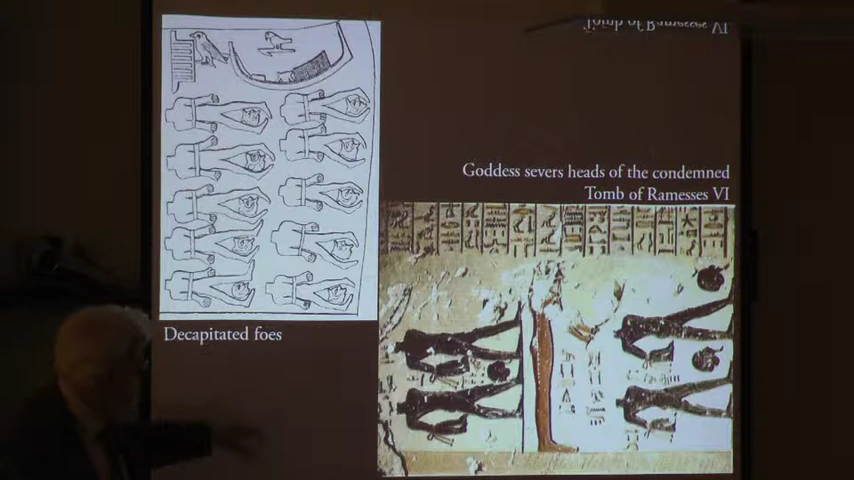 Tomb of Ramesses VI
Goddess severs heads of the condemned
Tomb of Ramesses VI
Decapitated foes